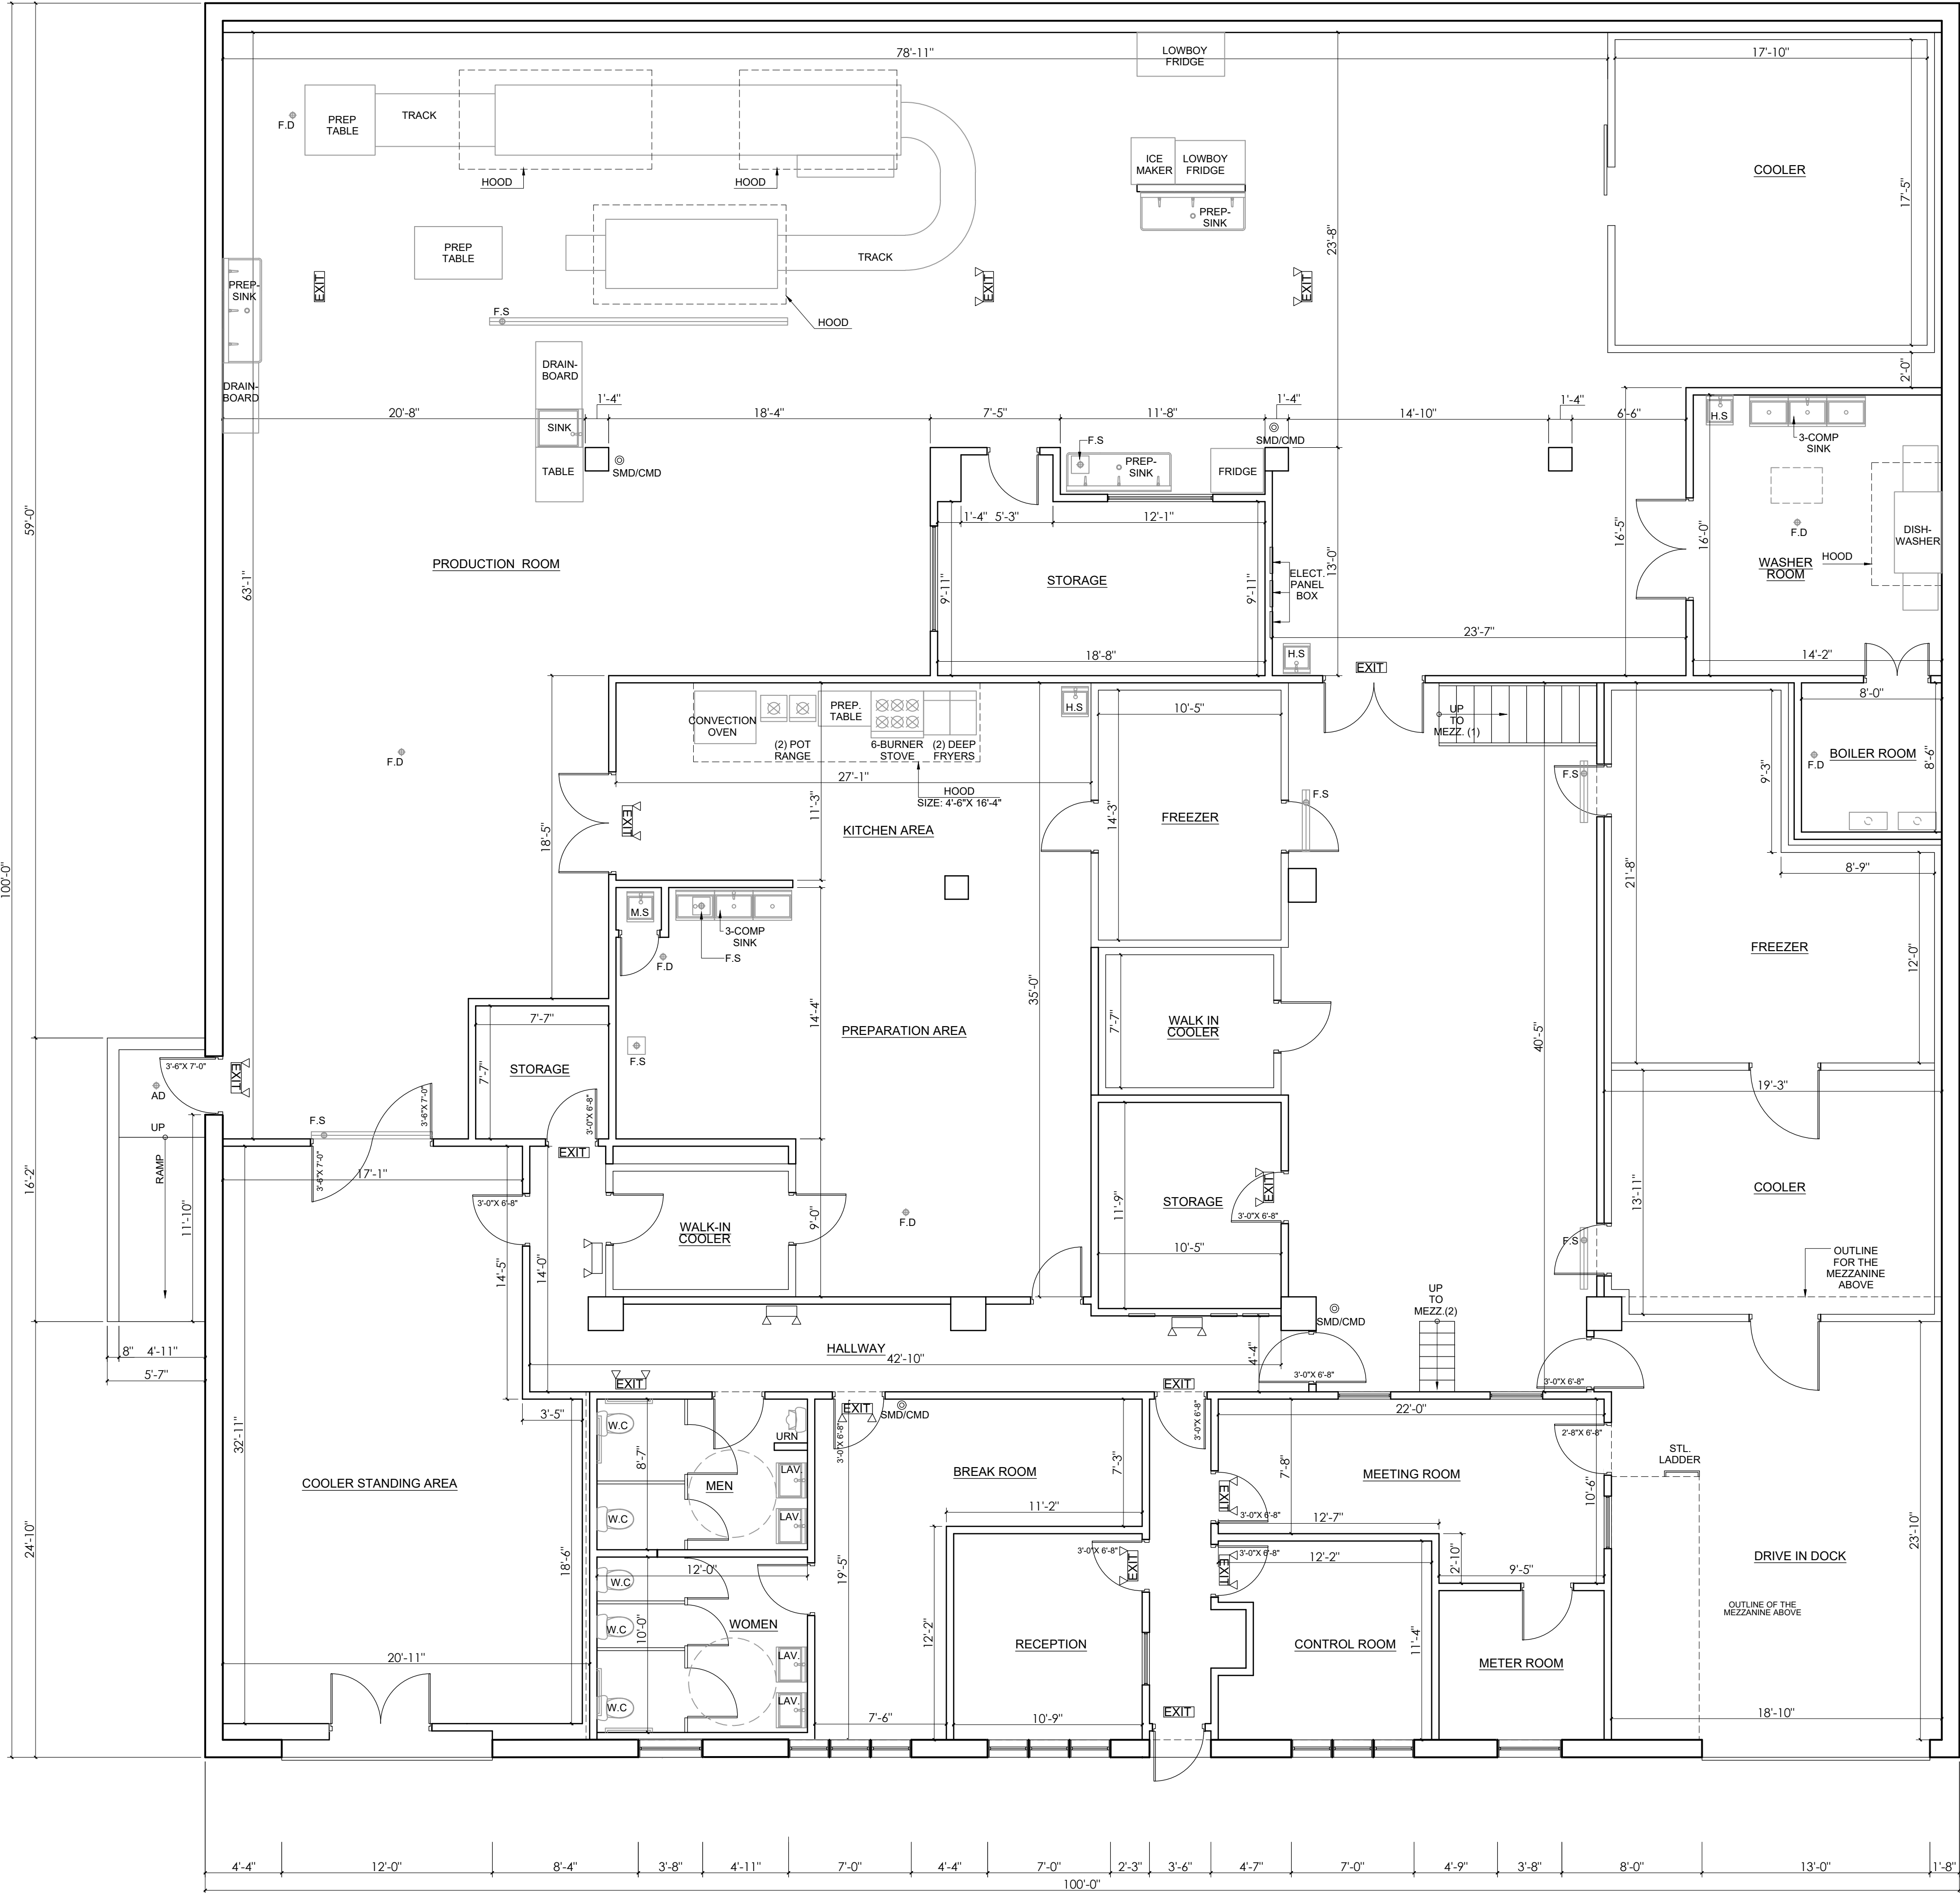 78'-11"
LOWBOY
FRIDGE
17'-10"
F.D
PREP
TABLE
TRACK
HOOD
HOOD
ICE
MAKER
LOWBOY
FRIDGE
PREP-
SINK
COOLER
17'-5"
PREP
TABLE
TRACK
23'-8"
PREP-
SINK
EXIT
EXIT
EXIT
F.S
HOOD
DRAIN-
BOARD
DRAIN-
BOARD
2'-0"
20'-8"
1'-4"
18'-4"
7'-5"
11'-8"
1'-4"
14'-10"
1'-4"
6'-6"
SINK
TABLE
SMD/CMD
F.S
PREP-
SINK
FRIDGE
SMD/CMD
H.S
3-COMP
SINK
59'-0"
63'-1"
PRODUCTION ROOM
1'-4"
5'-3"
12'-1"
9'-11"
STORAGE
9'-11"
18'-8"
13'-0"
ELECT.
PANEL
BOX
16'-5"
16'-0"
F.D
HOOD
WASHER
ROOM
DISH-
WASHER
23'-7"
14'-2"
H.S
EXIT
CONVECTION
OVEN
(2) POT
RANGE
PREP.
TABLE
6-BURNER
STOVE
(2) DEEP
FRYERS
H.S
10'-5"
UP
TO
MEZZ. (1)
8'-0"
BOILER ROOM
F.D
8'-6"
F.D
27'-1"
HOOD
SIZE: 4'-6"X 16'-4"
11'-3"
18'-5"
EXIT
KITCHEN AREA
14'-3"
FREEZER
F.S
F.S
9'-3"
100'-0"
21'-8"
8'-9"
M.S
3-COMP
SINK
F.S
F.D
FREEZER
12'-0"
14'-4"
35'-0"
PREPARATION AREA
7'-7"
WALK IN
COOLER
40'-5"
7'-7"
7'-7"
STORAGE
F.S
3'-6"X 7'-0"
EXIT
AD
UP
RAMP
16'-2"
11'-10"
F.S
3'-6"X 7'-0"
3'-6"X 7'-0"
17'-1"
3'-0"X 6'-8"
EXIT
3'-0"X 6'-8"
19'-3"
13'-11"
COOLER
11'-9"
STORAGE
EXIT
3'-0"X 6'-8"
10'-5"
WALK-IN
COOLER
9'-0"
F.D
F.S
14'-5"
14'-0"
OUTLINE
FOR THE
MEZZANINE
ABOVE
UP
TO
MEZZ.(2)
SMD/CMD
8"
4'-11"
5'-7"
HALLWAY
42'-10"
4'-4"
3'-0"X 6'-8"
3'-0"X 6'-8"
EXIT
EXIT
EXIT
SMD/CMD
3'-5"
32'-11"
24'-10"
COOLER STANDING AREA
18'-6"
20'-11"
W.C
8'-7"
URN
LAV.
MEN
LAV.
W.C
12'-0"
W.C
W.C
10'-0"
WOMEN
LAV.
LAV.
W.C
3'-0"X 6'-8"
BREAK ROOM
7'-3"
11'-2"
19'-5"
12'-2"
7'-6"
RECEPTION
10'-9"
3'-0"X 6'-8"
EXIT
3'-0"X 6'-8"
22'-0"
7'-8"
MEETING ROOM
2'-8"X 6'-8"
10'-6"
EXIT
3'-0"X 6'-8"
12'-7"
EXIT
3'-0"X 6'-8"
12'-2"
2'-10"
9'-5"
11'-4"
CONTROL ROOM
METER ROOM
STL.
LADDER
DRIVE IN DOCK
23'-10"
OUTLINE OF THE
MEZZANINE ABOVE
18'-10"
EXIT
4'-4"
12'-0"
8'-4"
3'-8"
4'-11"
7'-0"
4'-4"
7'-0"
2'-3"
3'-6"
4'-7"
7'-0"
4'-9"
3'-8"
8'-0"
13'-0"
1'-8"
100'-0"